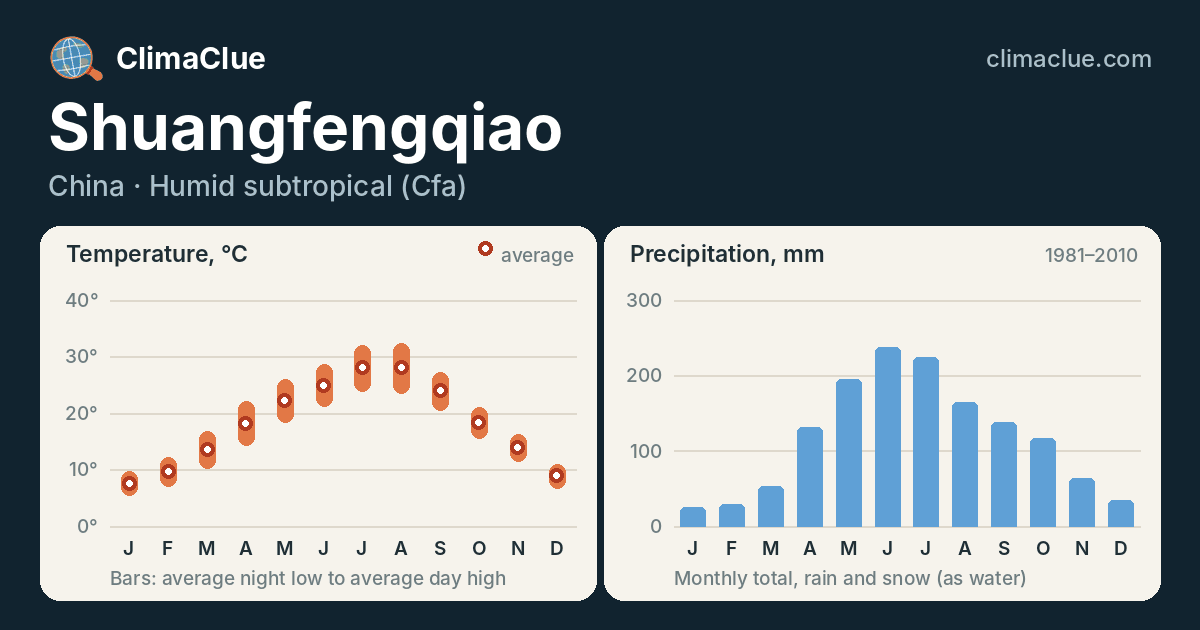 ClimaClue
climaclue.com
Shuangfengqiao
China · Humid subtropical (Cfa)
Temperature, °C
average
40°
30°
20°
10°
0°
J F M A M J J A S O N D
Bars: average night low to average day high
Precipitation, mm
1981–2010
300
200
100
0
J F M A M J J A S O N D
Monthly total, rain and snow (as water)